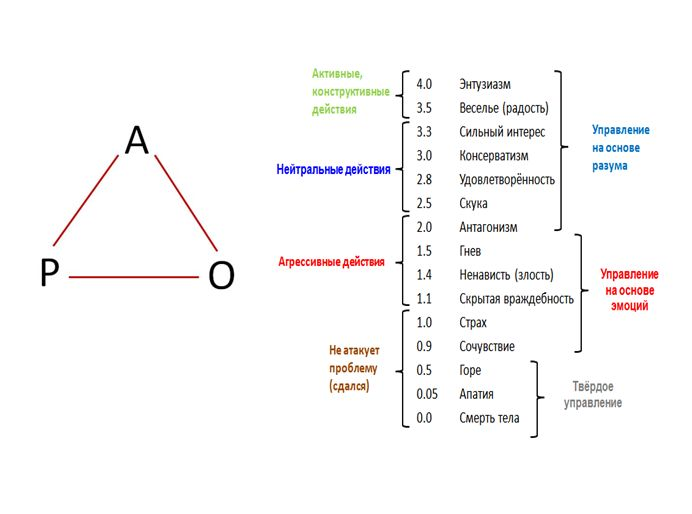 А
Р
О
Активные,
конструктивные
действия
Нейтральные действия
Агрессивные действия
Не атакует
проблему
(сдался)
4.0 Энтузиазм
3.5 Веселье (радость)
3.3 Сильный интерес
3.0 Консерватизм
2.8 Удовлетворённость
2.5 Скука
2.0 Антагонизм
1.5 Гнев
1.4 Ненависть (злость)
1.1 Скрытая враждебность
1.0 Страх
0.9 Сочувствие
0.5 Горе
0.05 Апатия
0.0 Смерть тела
Управление
на основе
разума
Управление
на основе
эмоций
Твёрдое
управление